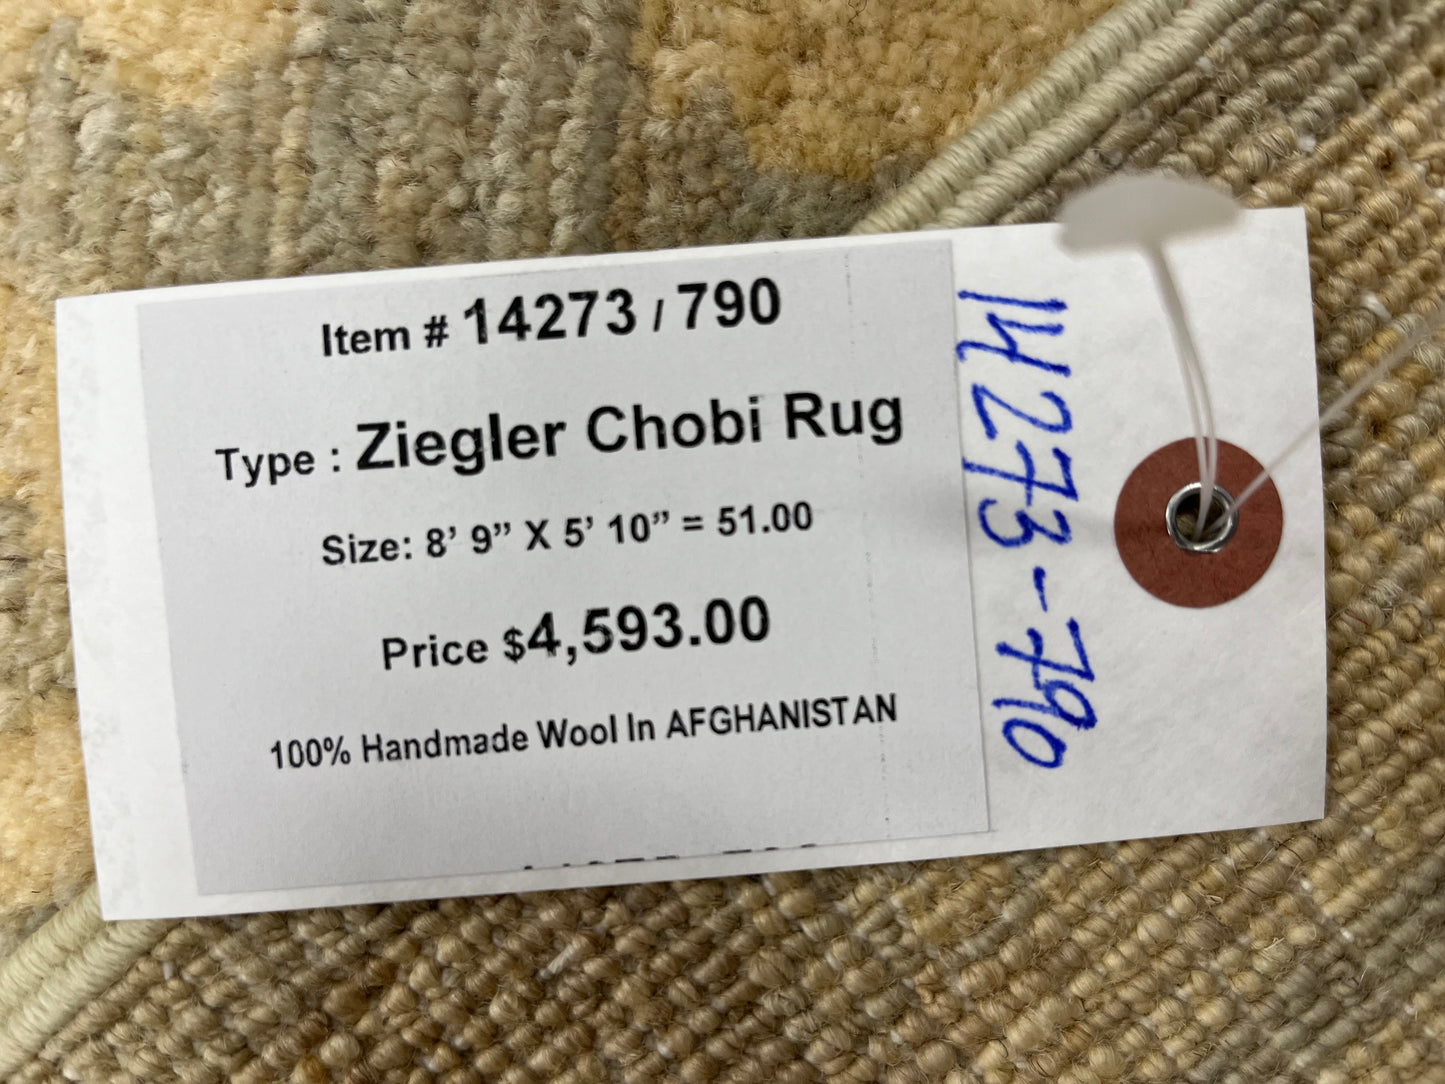 Item # 14273 / 790
Type : Ziegler Chobi Rug
Size: 8’ 9” X 5’ 10” = 51.00
Price $4,593.00
100% Handmade Wool In AFGHANISTAN
14273-790